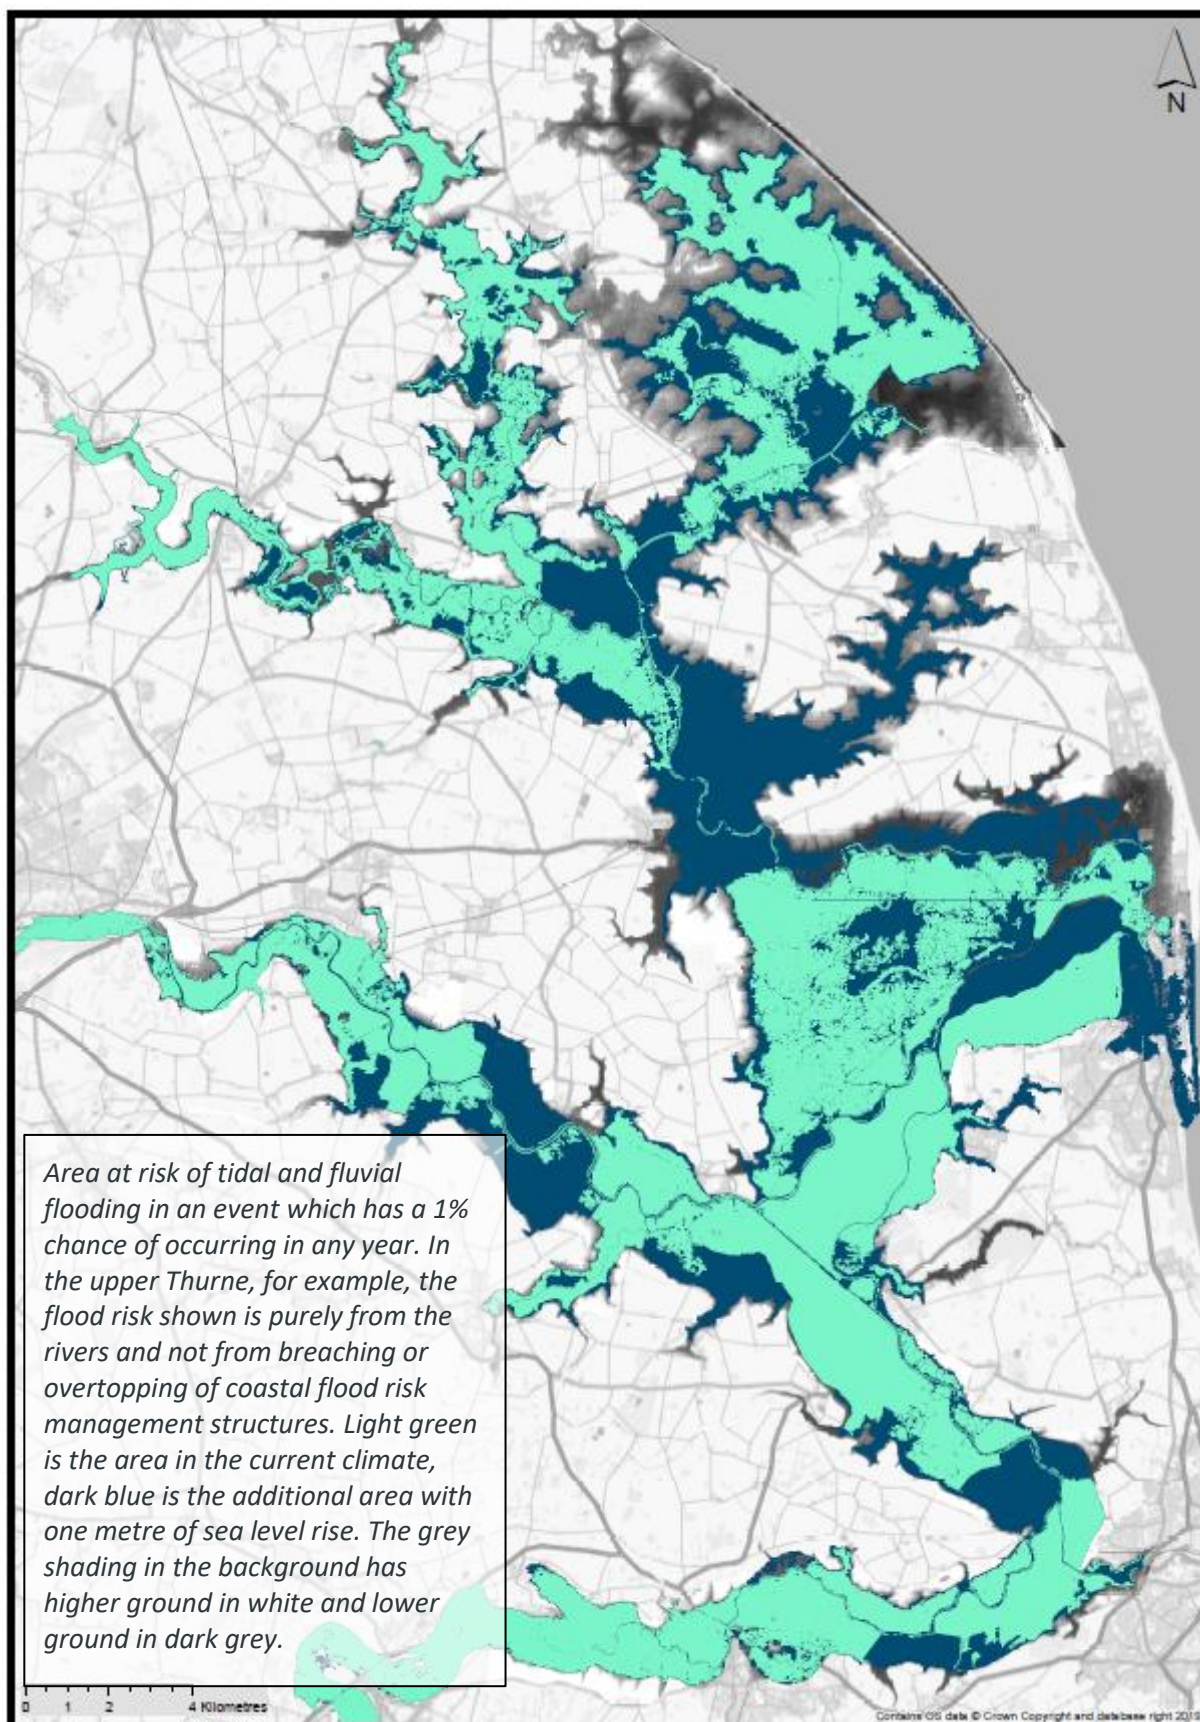 N
Area at risk of tidal and fluvial
flooding in an event which has a 1%
chance of occurring in any year. In
the upper Thurne, for example, the
flood risk shown is purely from the
rivers and not from breaching or
overtopping of coastal flood risk
management structures. Light green
is the area in the current climate,
dark blue is the additional area with
one metre of sea level rise. The grey
shading in the background has
higher ground in white and lower
ground in dark grey.
0 1 2 4 Kilometres
Contains OS data © Crown Copyright and database right